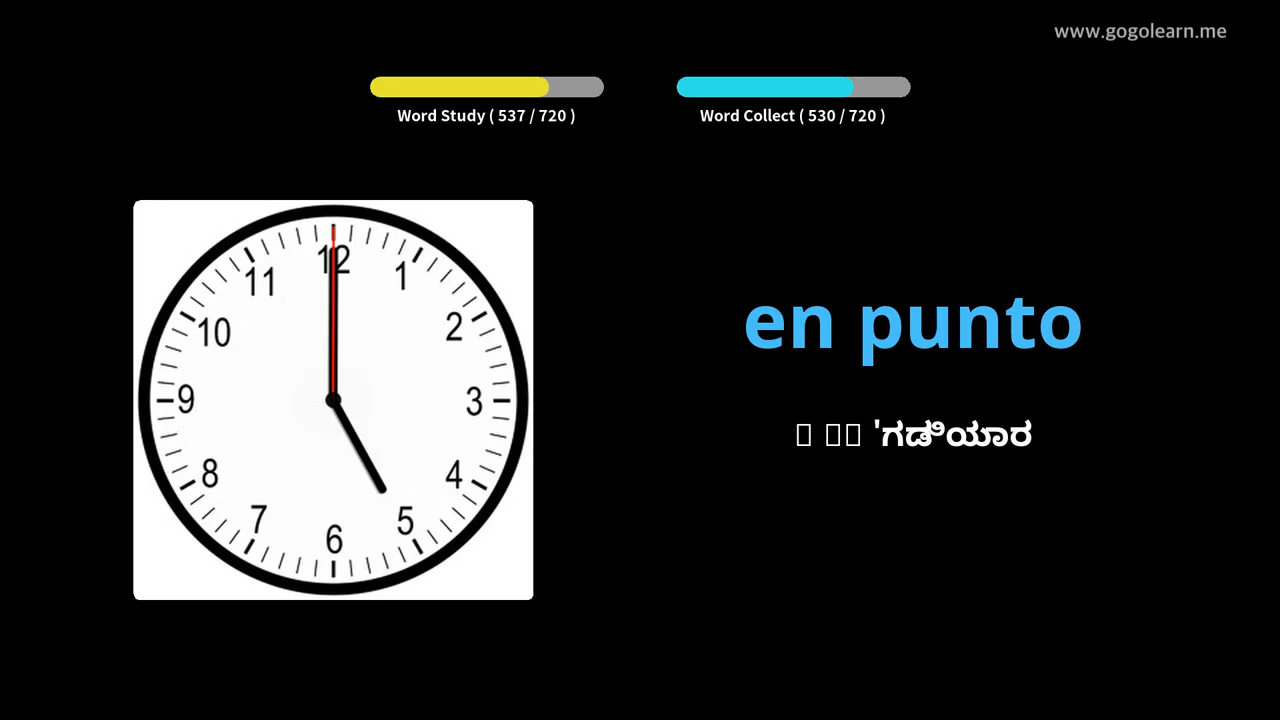 www.gogolearn.me
Word Study ( 537 / 720 )
Word Collect ( 530 / 720 )
12
1
2
3
4
5
6
7
8
9
10
11
en punto
'ಗಡಿಯಾರ